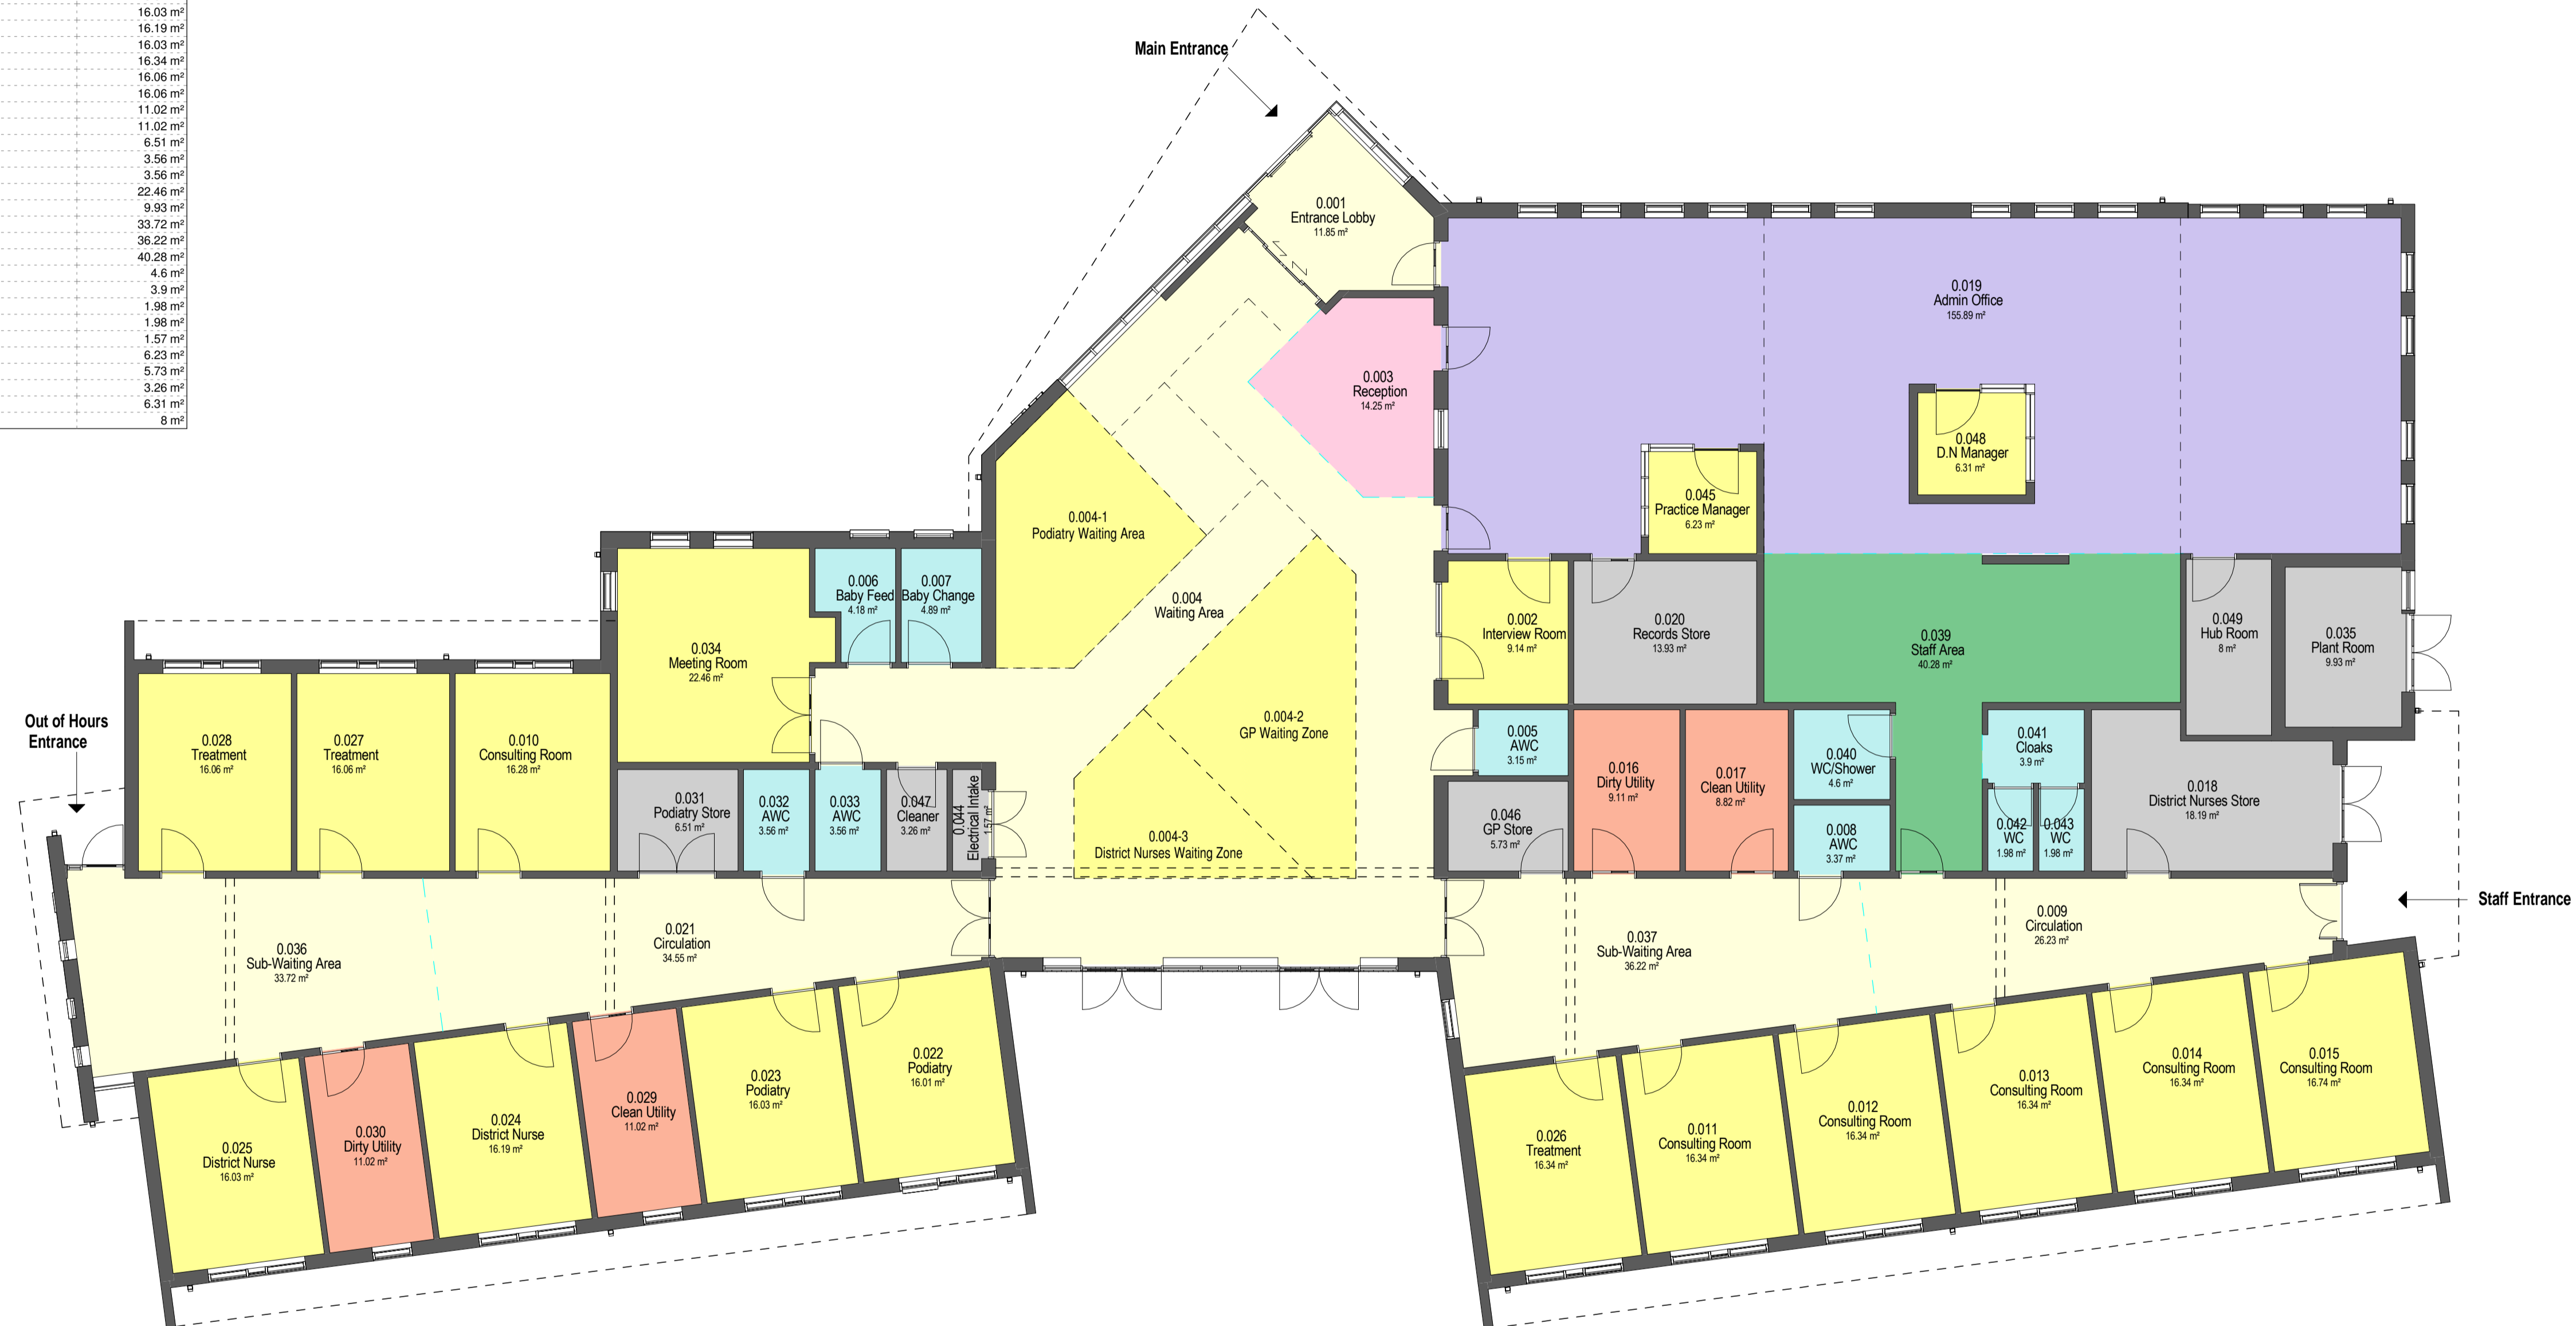 16.03 m²
16.19 m²
16.03 m²
16.34 m²
16.06 m²
16.06 m²
11.02 m²
11.02 m²
6.51 m²
3.56 m²
3.56 m²
22.46 m²
9.93 m²
33.72 m²
36.22 m²
40.28 m²
4.6 m²
3.9 m²
1.98 m²
1.98 m²
1.57 m²
6.23 m²
5.73 m²
3.26 m²
6.31 m²
8 m²
Main Entrance
0.001
Entrance Lobby
11.85 m²
0.019
Admin Office
155.89 m²
0.003
Reception
14.25 m²
0.048
D.N Manager
6.31 m²
0.045
Practice Manager
6.23 m²
0.004-1
Podiatry Waiting Area
0.006
Baby Feed
4.18 m²
0.007
Baby Change
4.89 m²
0.004
Waiting Area
0.002
Interview Room
9.14 m²
0.020
Records Store
13.93 m²
0.039
Staff Area
40.28 m²
0.049
Hub Room
8 m²
0.035
Plant Room
9.93 m²
0.034
Meeting Room
22.46 m²
0.004-2
GP Waiting Zone
Out of Hours
Entrance
0.028
Treatment
16.06 m²
0.027
Treatment
16.06 m²
0.010
Consulting Room
16.28 m²
0.005
AWC
3.15 m²
0.016
Dirty Utility
9.11 m²
0.017
Clean Utility
8.82 m²
0.040
WC/Shower
4.6 m²
0.041
Cloaks
3.9 m²
0.018
District Nurses Store
18.19 m²
0.031
Podiatry Store
6.51 m²
0.032
AWC
3.56 m²
0.033
AWC
3.56 m²
0.047
Cleaner
3.26 m²
0.044
Electrical Intake
1.57 m²
0.004-3
District Nurses Waiting Zone
0.046
GP Store
5.73 m²
0.008
AWC
3.37 m²
0.042
WC
1.98 m²
0.043
WC
1.98 m²
Staff Entrance
0.036
Sub-Waiting Area
33.72 m²
0.021
Circulation
34.55 m²
0.037
Sub-Waiting Area
36.22 m²
0.009
Circulation
26.23 m²
0.025
District Nurse
16.03 m²
0.030
Dirty Utility
11.02 m²
0.024
District Nurse
16.19 m²
0.029
Clean Utility
11.02 m²
0.023
Podiatry
16.03 m²
0.022
Podiatry
16.01 m²
0.026
Treatment
16.34 m²
0.011
Consulting Room
16.34 m²
0.012
Consulting Room
16.34 m²
0.013
Consulting Room
16.34 m²
0.014
Consulting Room
16.34 m²
0.015
Consulting Room
16.74 m²